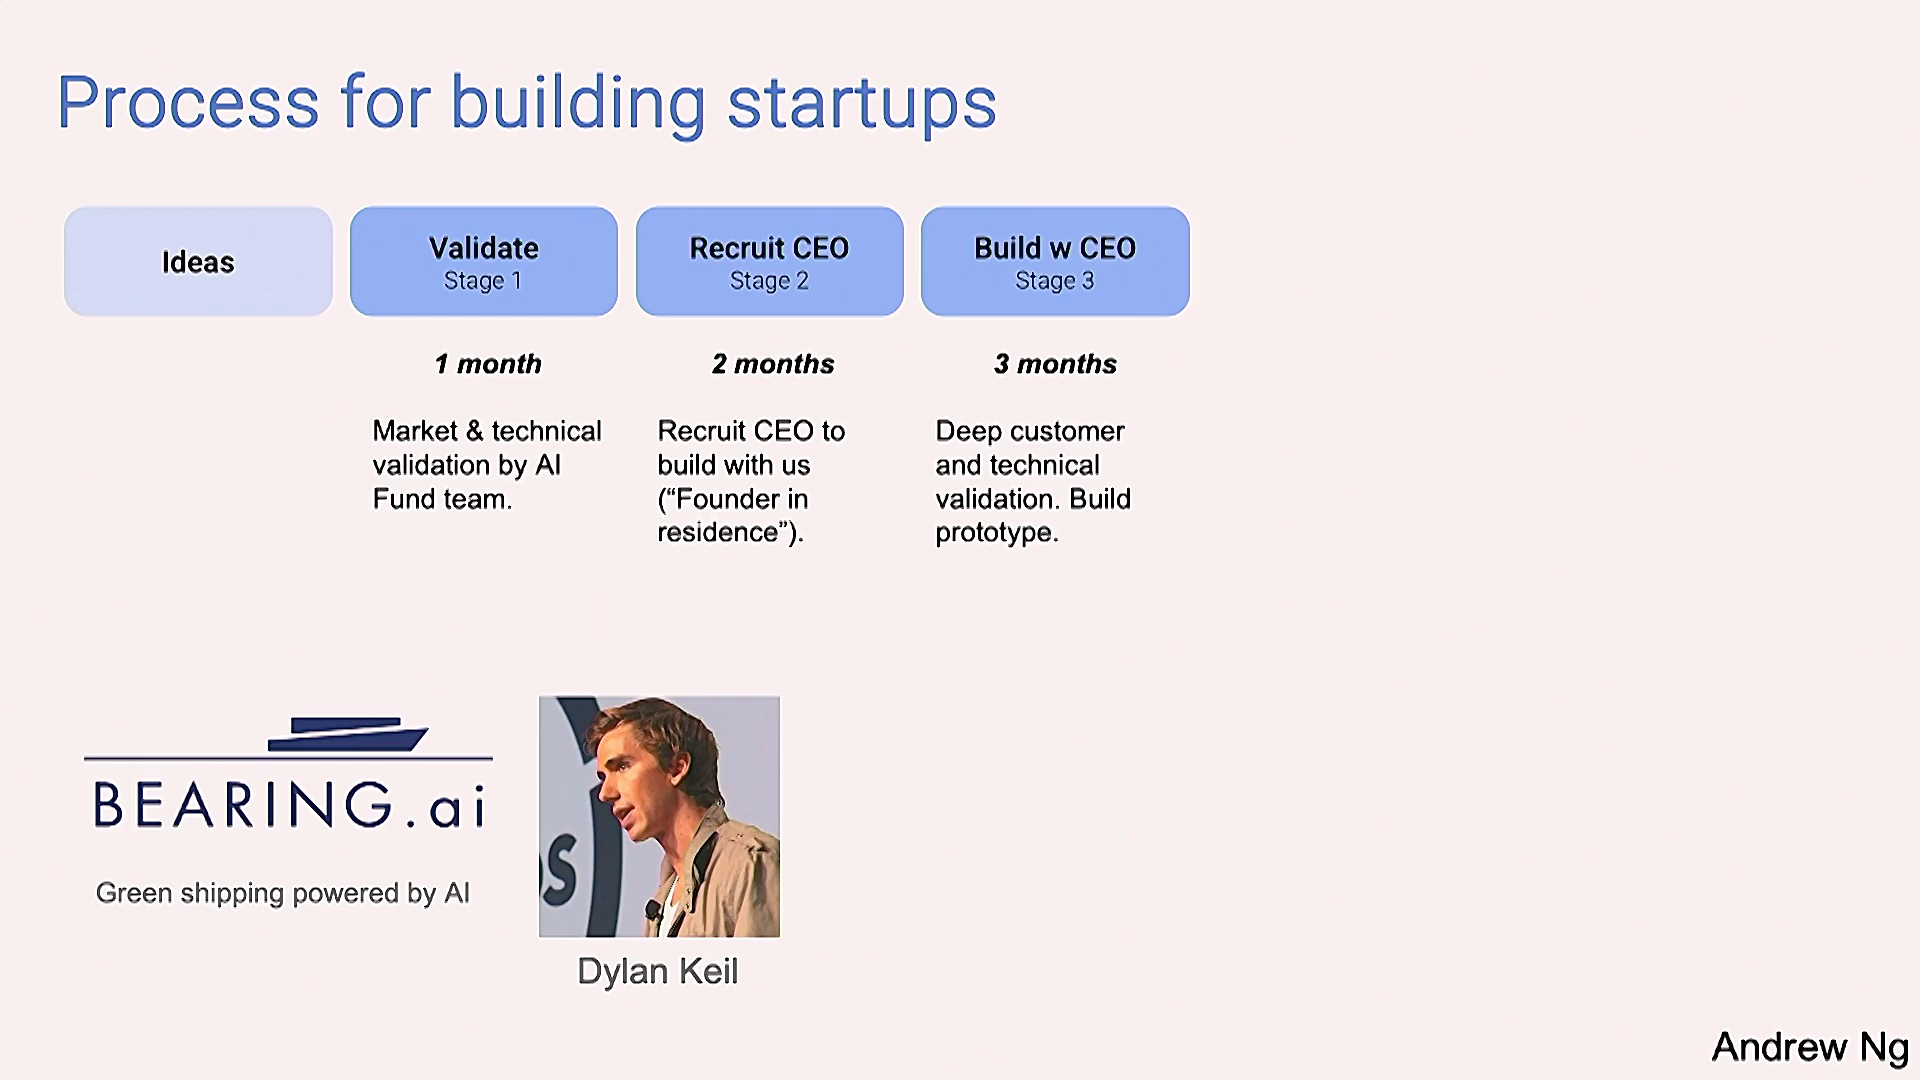 Process for building startups
Ideas
Validate
Stage 1
Recruit CEO
Stage 2
Build w CEO
Stage 3
1 month
2 months
3 months
Market & technical
validation by AI
Fund team.
Recruit CEO to
build with us
(“Founder in
residence”).
Deep customer
and technical
validation. Build
prototype.
BEARING.ai
Green shipping powered by AI
os
Dylan Keil
Andrew Ng